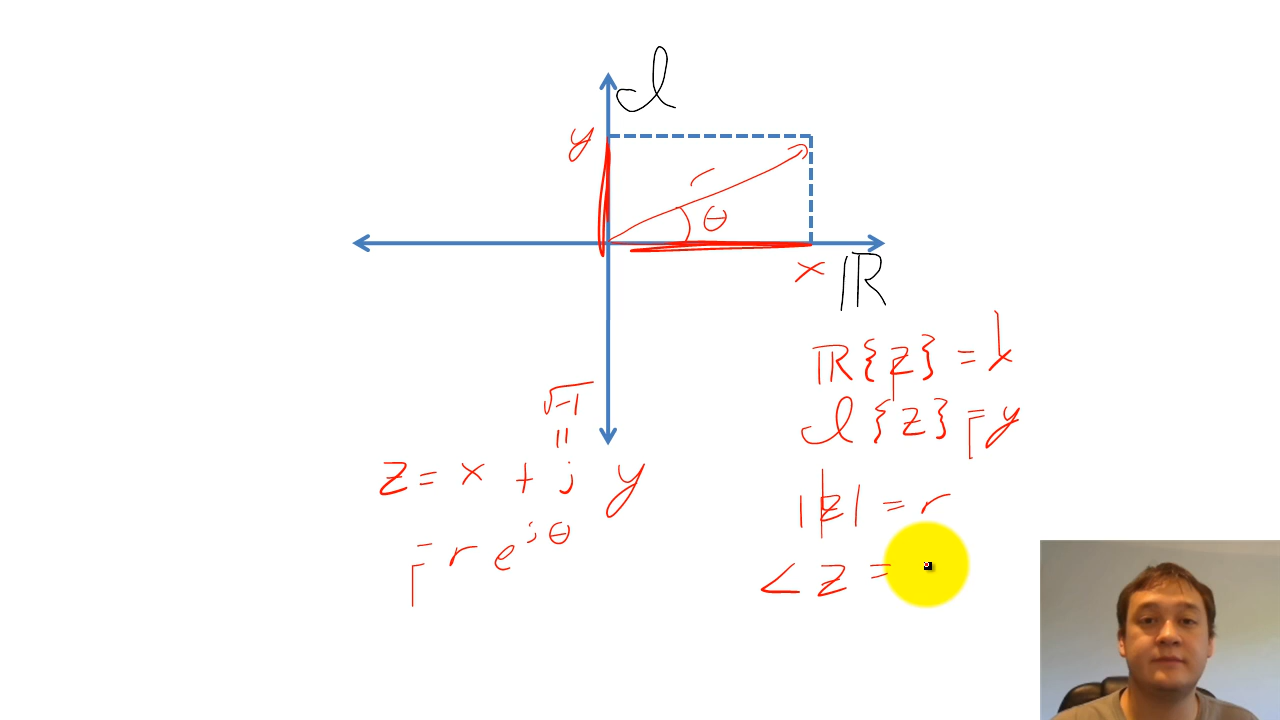 ℐ
y
r
θ
x
ℝ
ℝ{z} = x
ℐ{z} = y
√-1
||
z = x + j y
= r e^{jθ}
|z| = r
∠z =